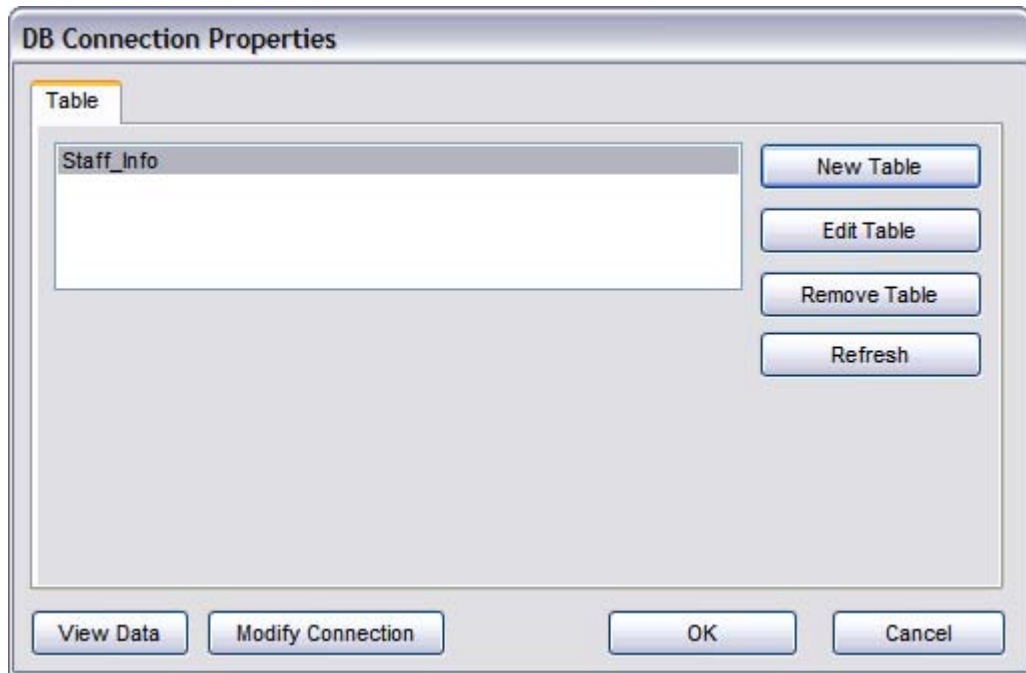 DB Connection Properties
Table
Staff_Info
New Table
Edit Table
Remove Table
Refresh
View Data
Modify Connection
OK
Cancel